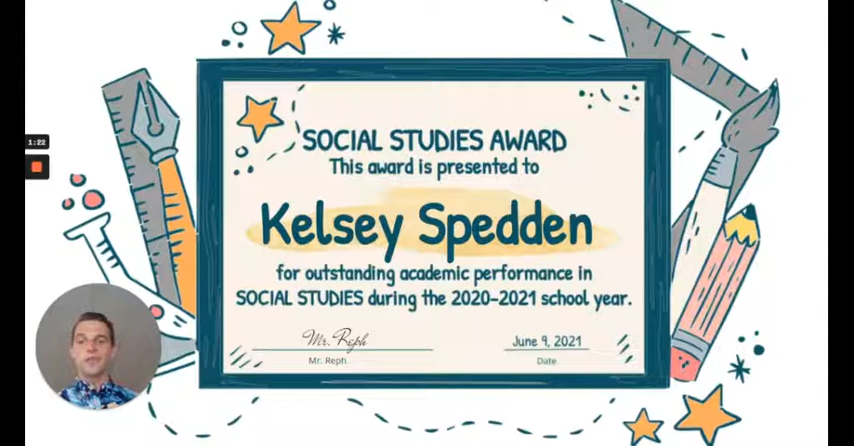 1:22
SOCIAL STUDIES AWARD
This award is presented to
Kelsey Spedden
for outstanding academic performance in
SOCIAL STUDIES during the 2020-2021 school year.
Mr. Reph
June 9, 2021
Mr. Reph
Date